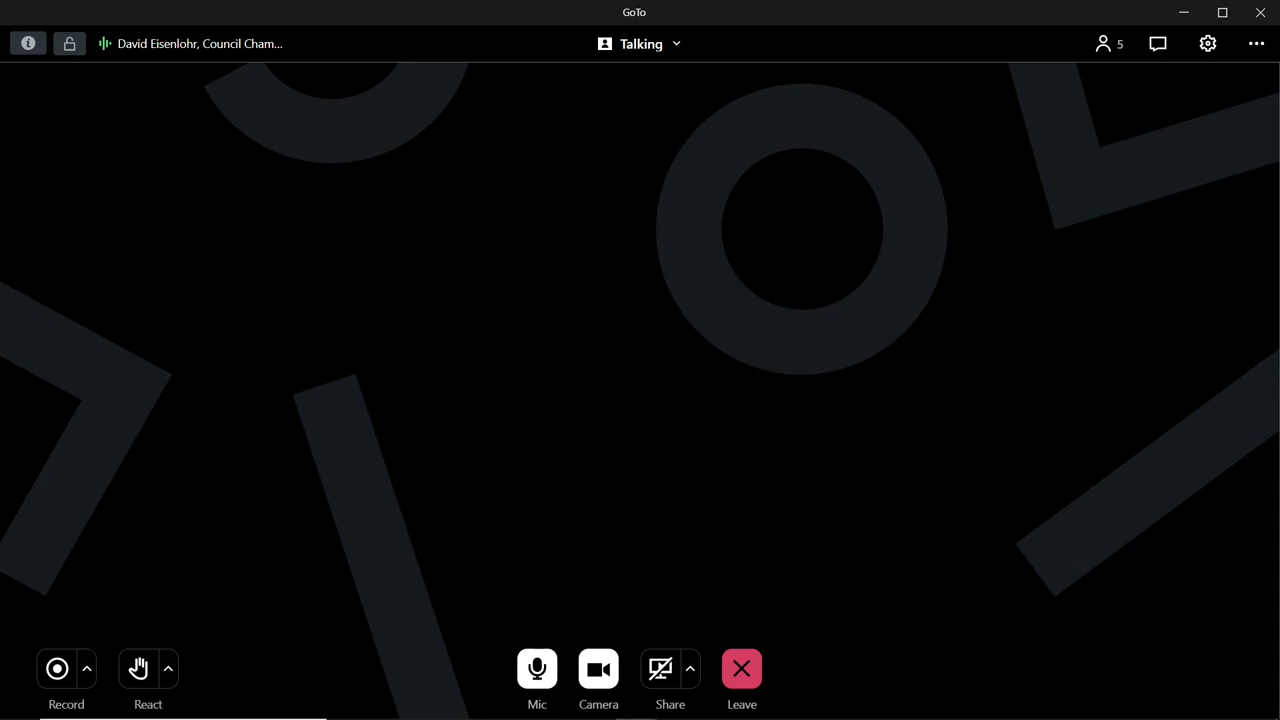 GoTo
David Eisenlohr, Council Cham...
Talking
5
Record
React
Mic
Camera
Share
Leave